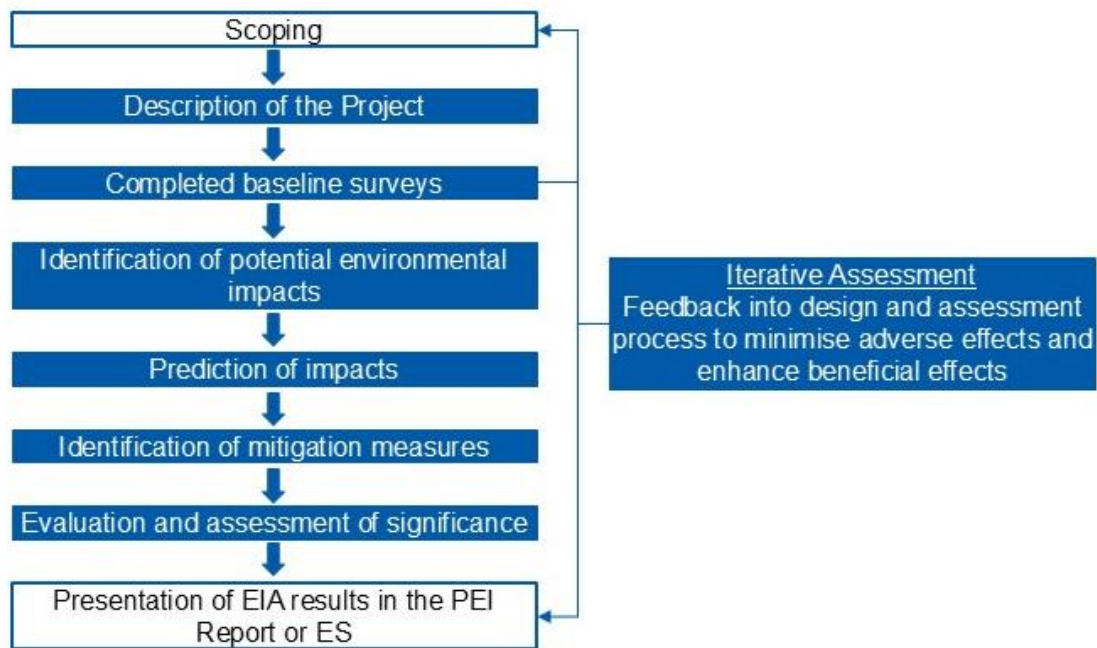 Scoping
Description of the Project
Completed baseline surveys
Identification of potential environmental
impacts
Prediction of impacts
Identification of mitigation measures
Evaluation and assessment of significance
Presentation of EIA results in the PEI
Report or ES
Iterative Assessment
Feedback into design and assessment
process to minimise adverse effects and
enhance beneficial effects